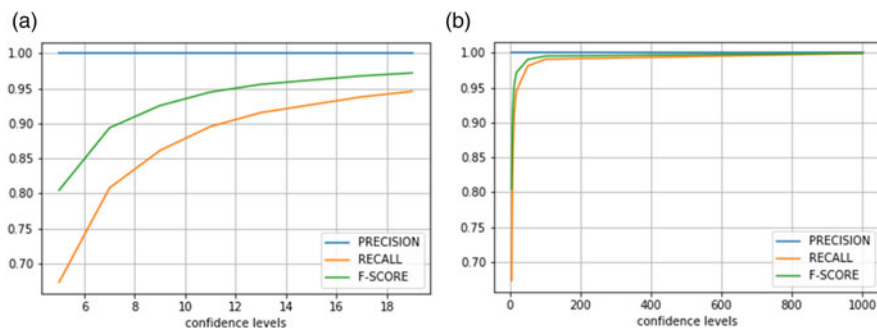 (a)
1.00
0.95
0.90
0.85
0.80
0.75
0.70
6 8 10 12 14 16 18
confidence levels
PRECISION
RECALL
F-SCORE
(b)
1.00
0.95
0.90
0.85
0.80
0.75
0.70
0 200 400 600 800 1000
confidence levels
PRECISION
RECALL
F-SCORE